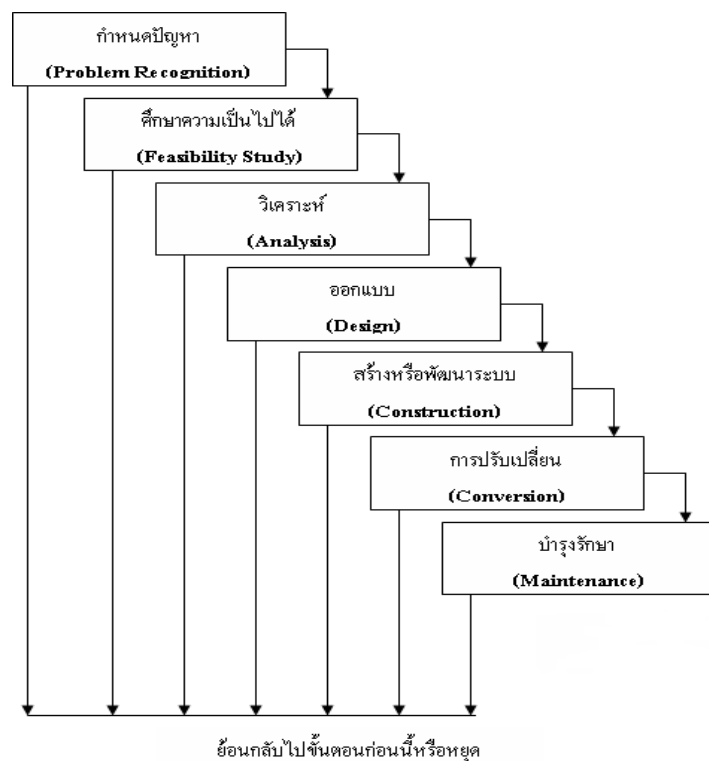 กำหนดปัญหา
(Problem Recognition)
ศึกษาความเป็นไปได้
(Feasibility Study)
วิเคราะห์
(Analysis)
ออกแบบ
(Design)
สร้างหรือพัฒนาระบบ
(Construction)
การปรับเปลี่ยน
(Conversion)
บำรุงรักษา
(Maintenance)
ย้อนกลับไปขั้นตอนก่อนนี้หรือหยุด